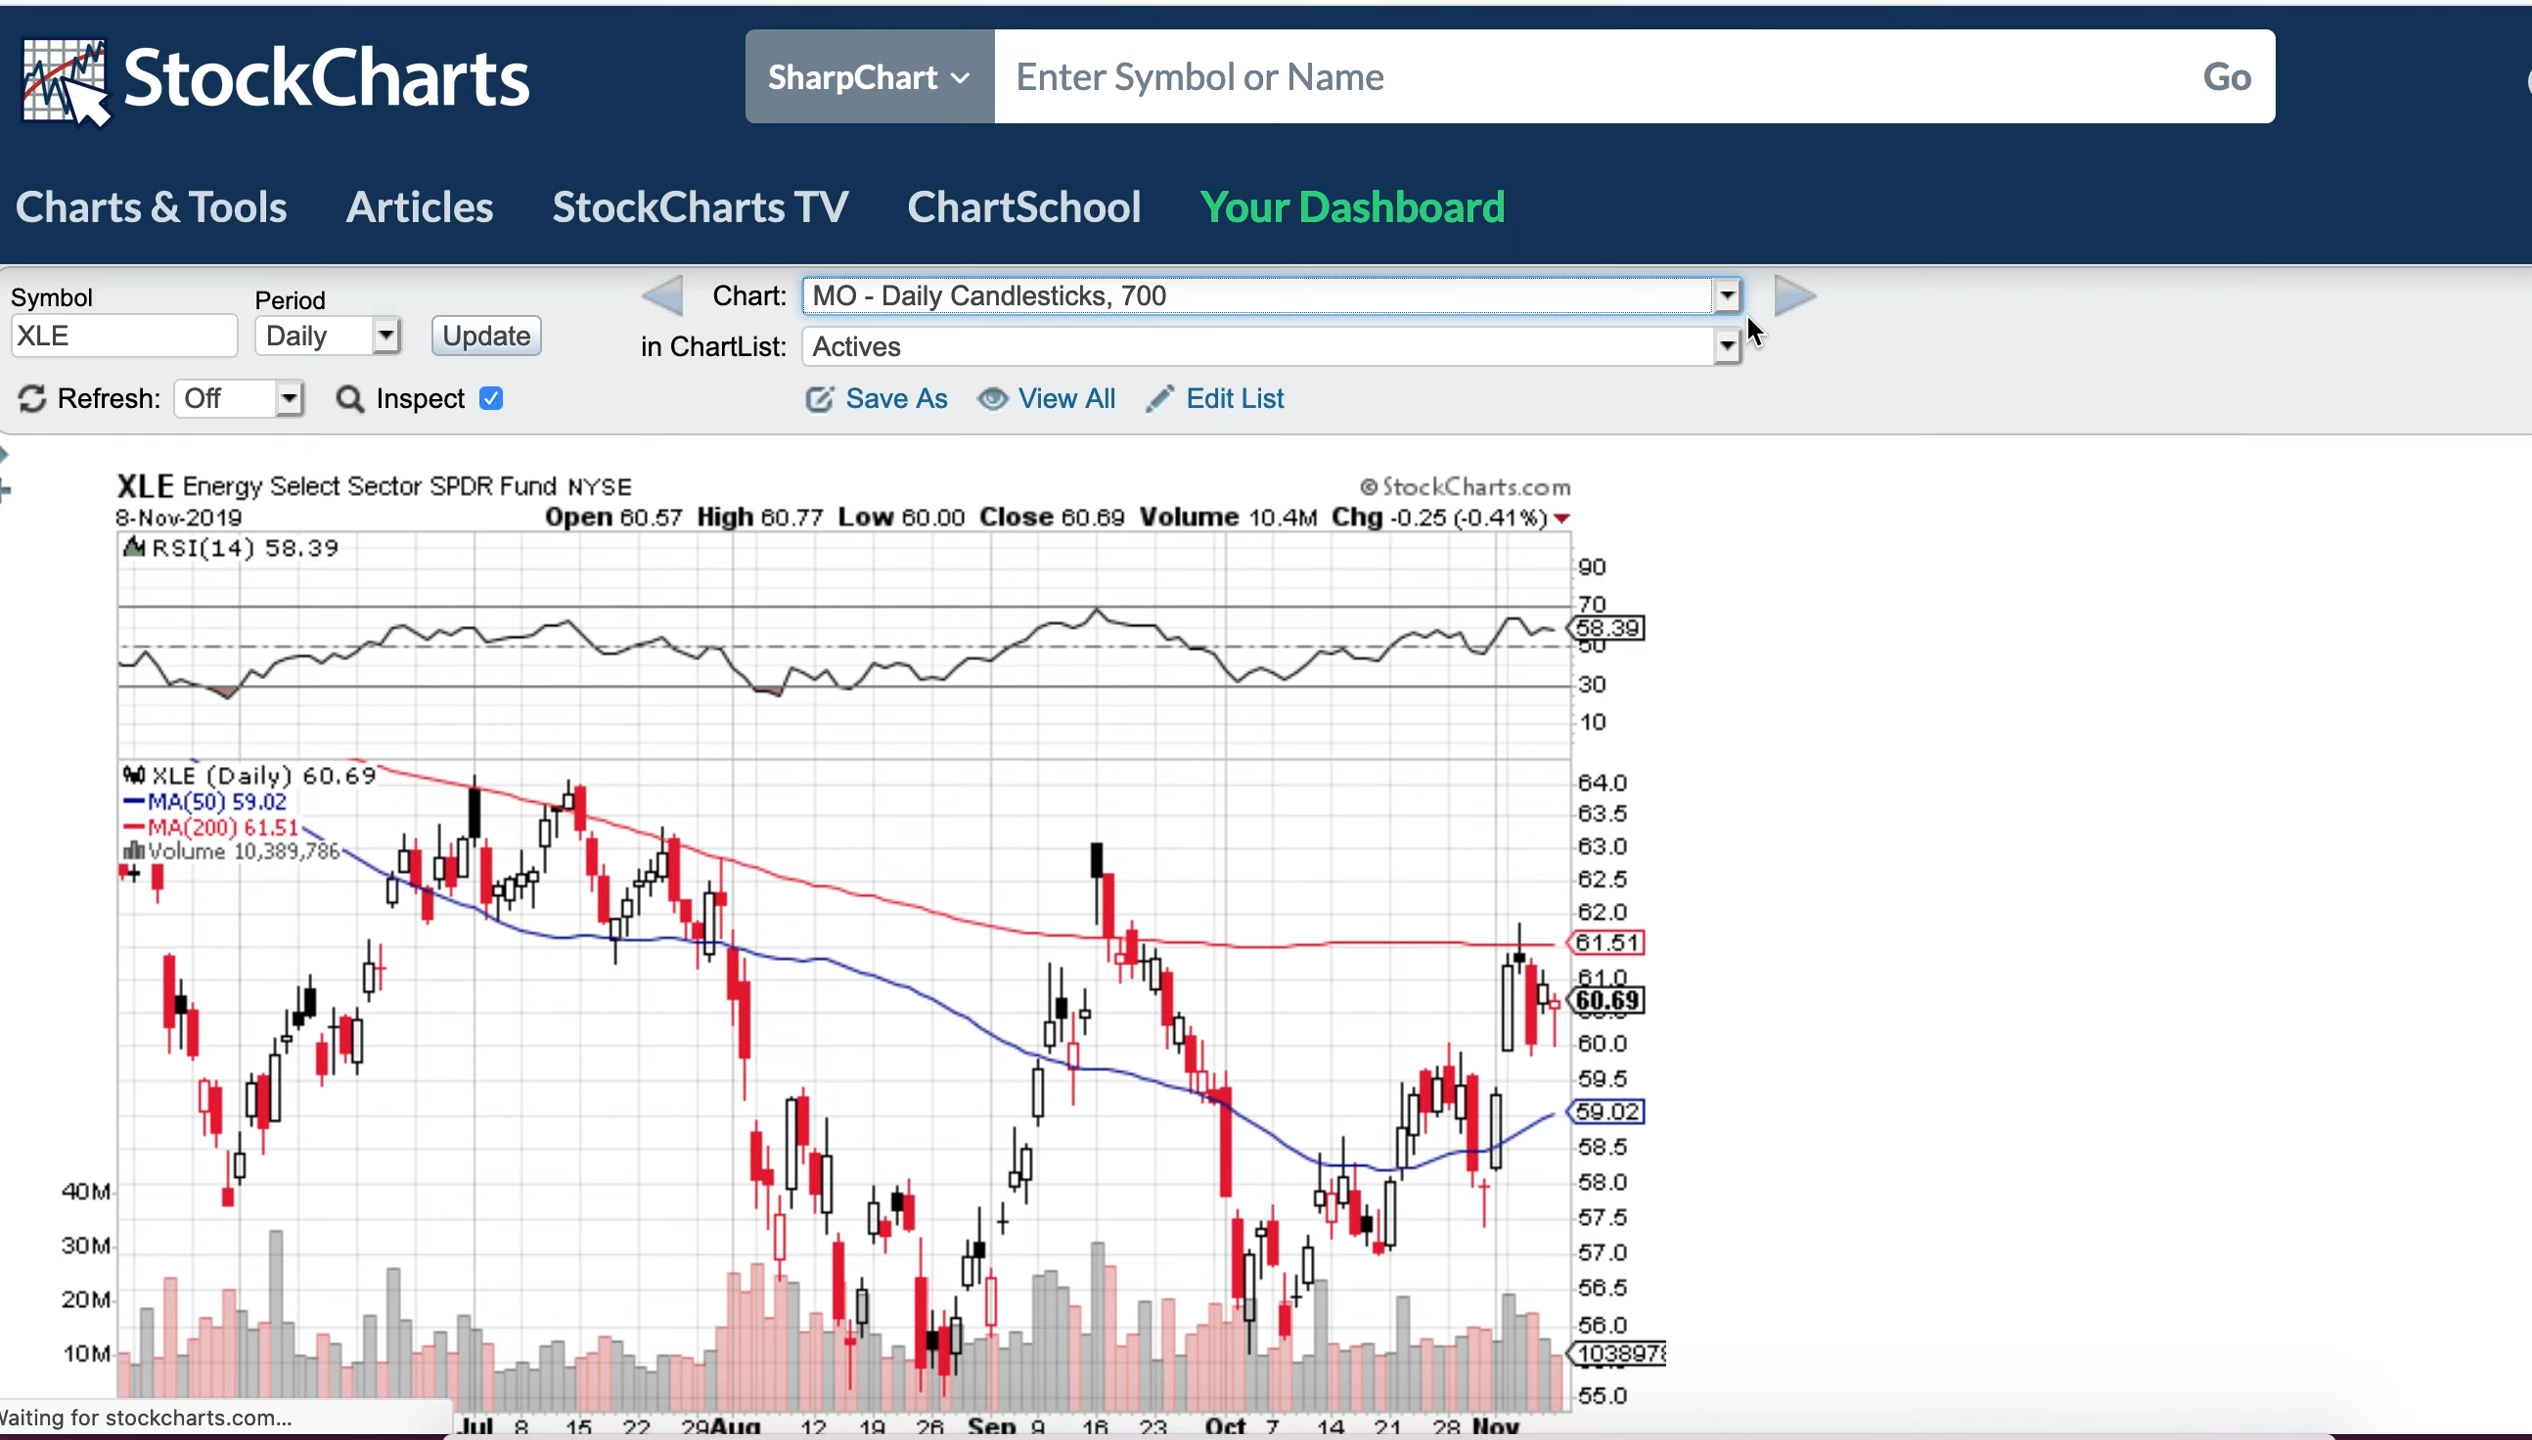 StockCharts
SharpChart Enter Symbol or Name Go
Charts & Tools Articles StockCharts TV ChartSchool Your Dashboard
Symbol Period Chart: MO - Daily Candlesticks, 700
XLE Daily Update in ChartList: Actives
Refresh: Off Inspect Save As View All Edit List
XLE Energy Select Sector SPDR Fund NYSE © StockCharts.com
8-Nov-2019 Open 60.57 High 60.77 Low 60.00 Close 60.69 Volume 10.4M Chg -0.25 (-0.41%)
RSI(14) 58.39
90
70
58.39
50
30
10
XLE (Daily) 60.69
MA(50) 59.02
MA(200) 61.51
Volume 10,389,786
64.0
63.5
63.0
62.5
62.0
61.51
61.0
60.69
60.0
59.5
59.02
58.5
58.0
57.5
57.0
56.5
56.0
1038978
55.0
40M
30M
20M
10M
Waiting for stockcharts.com...
Jul 8 15 22 29 Aug 12 19 26 Sep 9 16 23 Oct 7 14 21 28 Nov